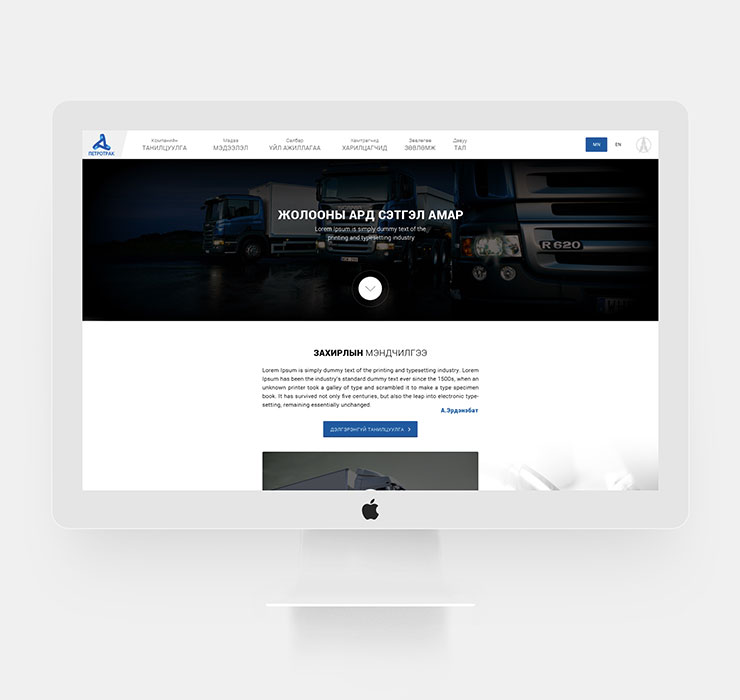 ПЕТРОТРАК
Компанийн
ТАНИЛЦУУЛГА
Мэдээ
МЭДЭЭЛЭЛ
Салбар
ҮЙЛ АЖИЛЛАГАА
Хамтрагчид
ХАРИЛЦАГЧИД
Зөвлөгөө
ЗӨВЛӨМЖ
Давуу
ТАЛ
MN
EN
ЖОЛООНЫ АРД СЭТГЭЛ АМАР
Lorem Ipsum is simply dummy text of the
printing and typesetting industry
R 620
ЗАХИРЛЫН МЭНДЧИЛГЭЭ
Lorem Ipsum is simply dummy text of the printing and typesetting industry. Lorem
Ipsum has been the industry's standard dummy text ever since the 1500s, when an
unknown printer took a galley of type and scrambled it to make a type specimen
book. It has survived not only five centuries, but also the leap into electronic type-
setting, remaining essentially unchanged
А.Эрдэнэбат
ДЭЛГЭРЭНГҮЙ ТАНИЛЦУУЛГА